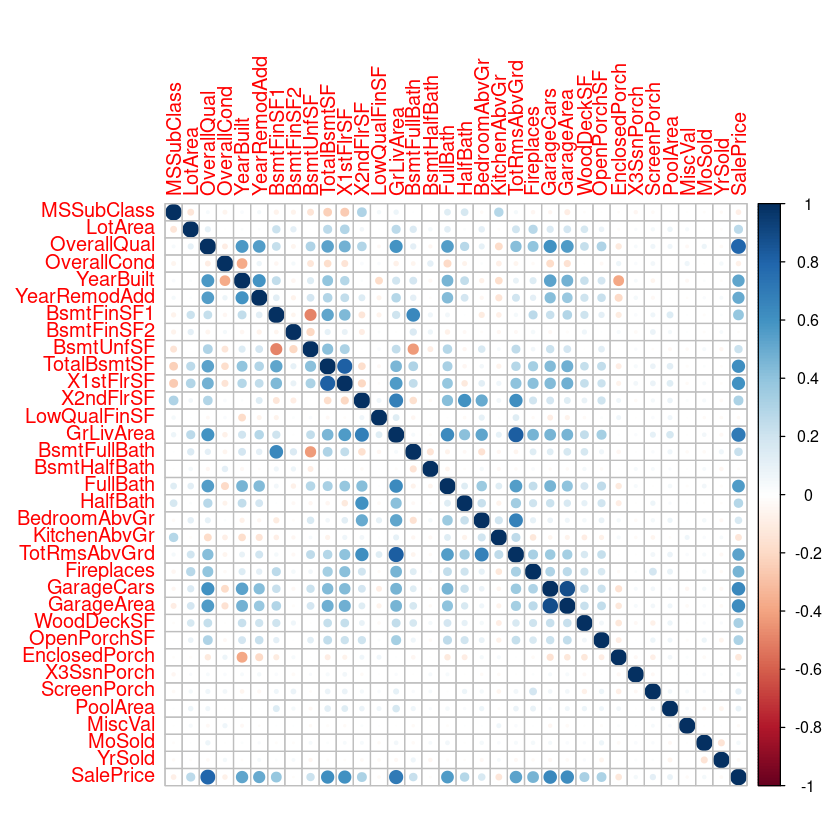 MSSubClass
LotArea
OverallQual
OverallCond
YearBuilt
YearRemodAdd
BsmtFinSF1
BsmtFinSF2
BsmtUnfSF
TotalBsmtSF
X1stFlrSF
X2ndFlrSF
LowQualFinSF
GrLivArea
BsmtFullBath
BsmtHalfBath
FullBath
HalfBath
BedroomAbvGr
KitchenAbvGr
TotRmsAbvGrd
Fireplaces
GarageCars
GarageArea
WoodDeckSF
OpenPorchSF
EnclosedPorch
X3SsnPorch
ScreenPorch
PoolArea
MiscVal
MoSold
YrSold
SalePrice
MSSubClass
LotArea
OverallQual
OverallCond
YearBuilt
YearRemodAdd
BsmtFinSF1
BsmtFinSF2
BsmtUnfSF
TotalBsmtSF
X1stFlrSF
X2ndFlrSF
LowQualFinSF
GrLivArea
BsmtFullBath
BsmtHalfBath
FullBath
HalfBath
BedroomAbvGr
KitchenAbvGr
TotRmsAbvGrd
Fireplaces
GarageCars
GarageArea
WoodDeckSF
OpenPorchSF
EnclosedPorch
X3SsnPorch
ScreenPorch
PoolArea
MiscVal
MoSold
YrSold
SalePrice
1
0.8
0.6
0.4
0.2
0
-0.2
-0.4
-0.6
-0.8
-1